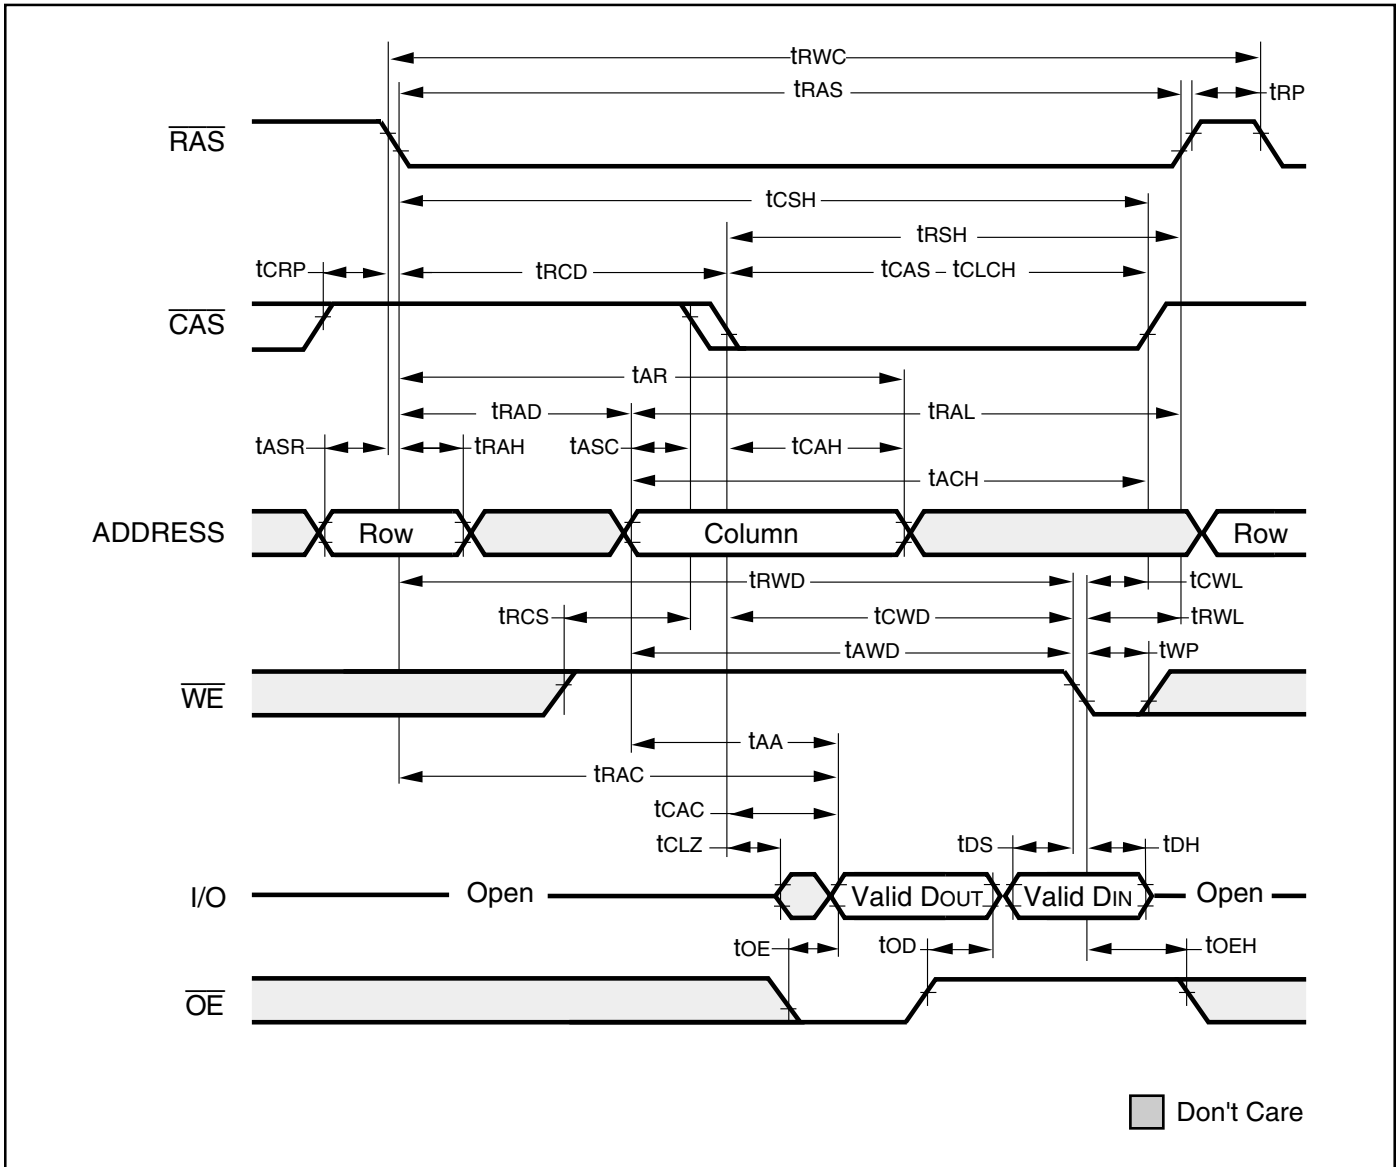 tRWC
tRAS
tRP
RAS
tCSH
tRSH
tCRP
tRCD
tCAS – tCLCH
CAS
tAR
tRAD
tRAL
tASR
tRAH
tASC
tCAH
tACH
ADDRESS
Row
Column
Row
tRWD
tCWL
tRCS
tCWD
tRWL
tAWD
tWP
WE
tAA
tRAC
tCAC
tCLZ
tDS
tDH
I/O
Open
Valid DOUT
Valid DIN
Open
tOE
tOD
tOEH
OE
Don't Care